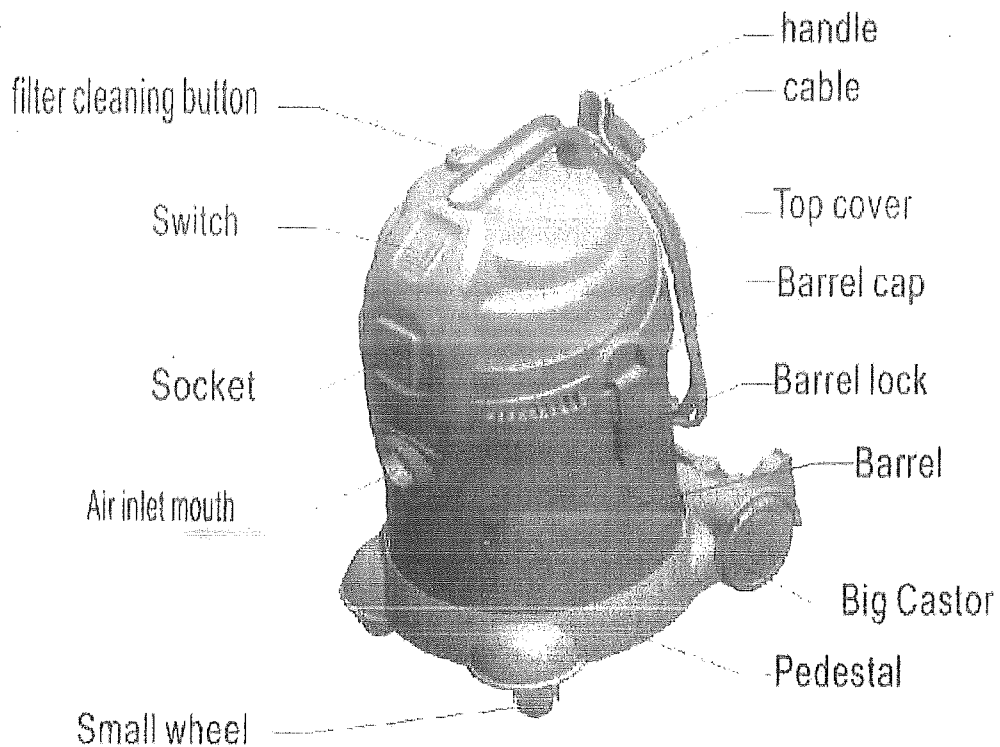 handle
filter cleaning button
cable
Switch
Top cover
Barrel cap
Socket
Barrel lock
Barrel
Air inlet mouth
Big Castor
Pedestal
Small wheel